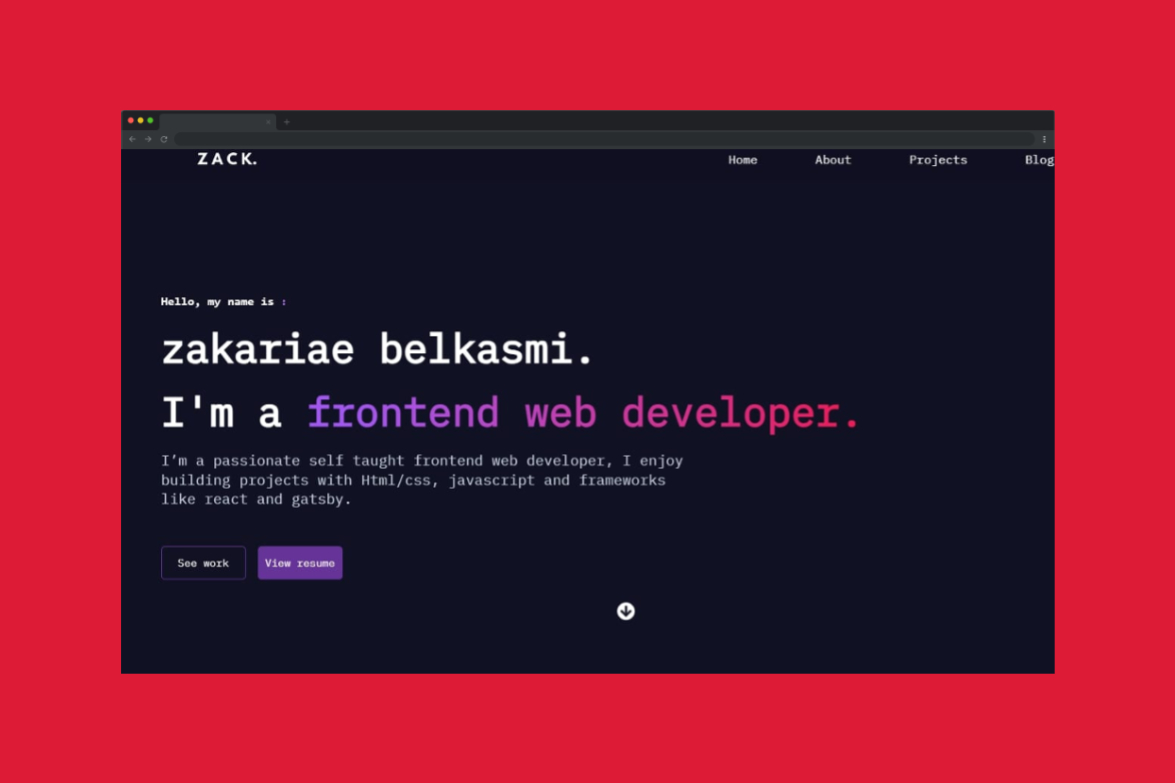 ZACK.
Home About Projects Blog
Hello, my name is :
zakariae belkasmi.
I'm a frontend web developer.
I’m a passionate self taught frontend web developer, I enjoy
building projects with Html/css, javascript and frameworks
like react and gatsby.
See work View resume